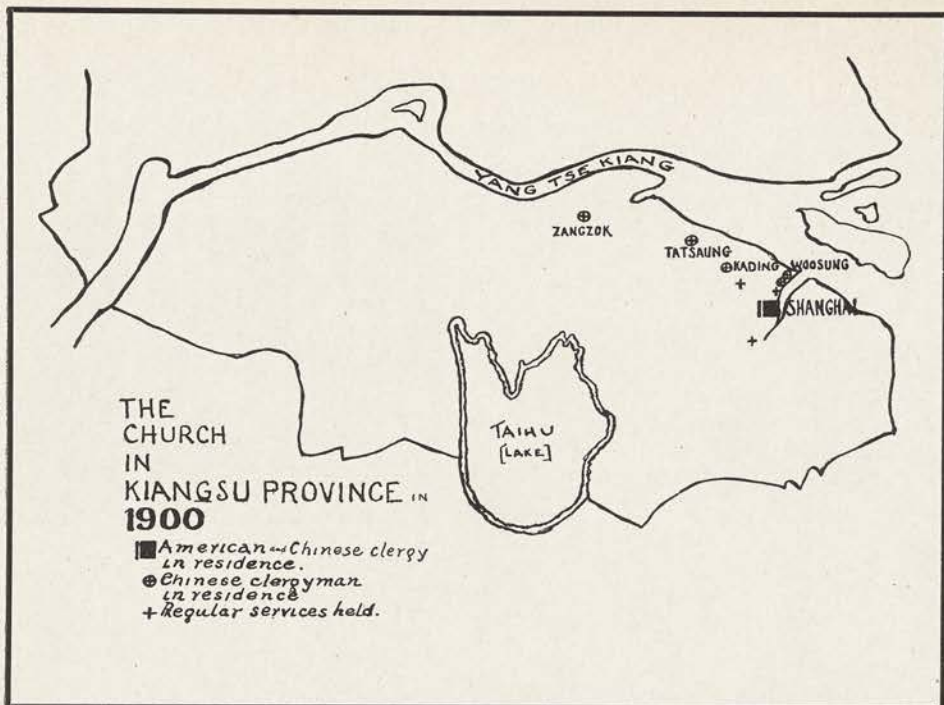 YANG TSE KIANG
ZANGZOK
TATSAUNG
KADING
WOOSUNG
SHANGHAI
TAIHU
[LAKE]
THE
CHURCH
IN
KIANGSU PROVINCE IN
1900
American and Chinese clergy
in residence.
Chinese clergyman
in residence
Regular services held.